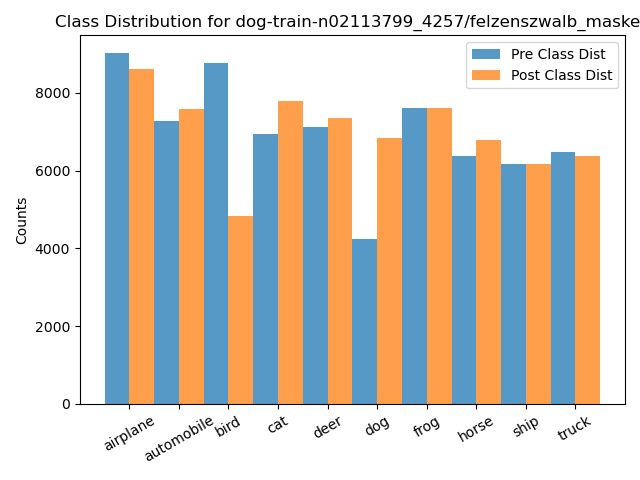 Class Distribution for dog-train-n02113799_4257/felzenszwalb_maske
Pre Class Dist
Post Class Dist
Counts
8000
6000
4000
2000
0
airplane
automobile
bird
cat
deer
dog
frog
horse
ship
truck